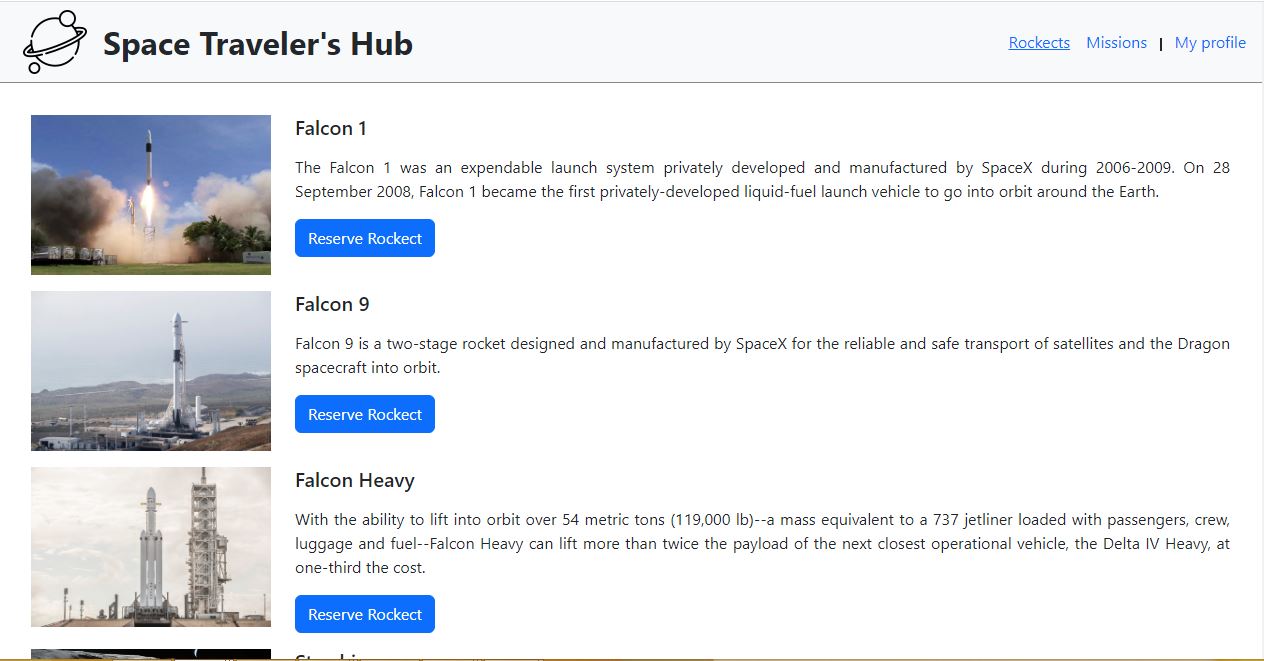 Space Traveler's Hub
Rockects Missions | My profile
Falcon 1
The Falcon 1 was an expendable launch system privately developed and manufactured by SpaceX during 2006-2009. On 28
September 2008, Falcon 1 became the first privately-developed liquid-fuel launch vehicle to go into orbit around the Earth.
Reserve Rockect
Falcon 9
Falcon 9 is a two-stage rocket designed and manufactured by SpaceX for the reliable and safe transport of satellites and the Dragon
spacecraft into orbit.
Reserve Rockect
Falcon Heavy
With the ability to lift into orbit over 54 metric tons (119,000 lb)--a mass equivalent to a 737 jetliner loaded with passengers, crew,
luggage and fuel--Falcon Heavy can lift more than twice the payload of the next closest operational vehicle, the Delta IV Heavy, at
one-third the cost.
Reserve Rockect